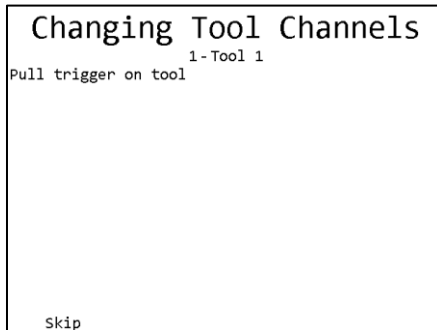 Changing Tool Channels
1-Tool 1
Pull trigger on tool
Skip